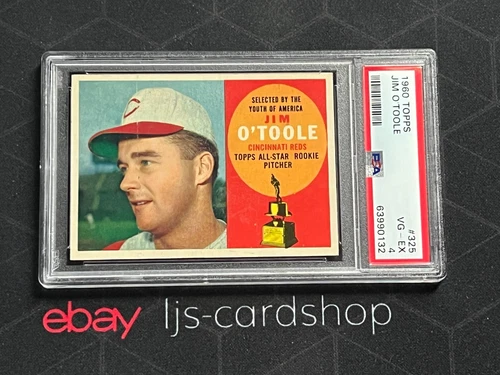 SELECTED BY THE
YOUTH OF AMERICA
JIM
O'TOOLE
CINCINNATI REDS
TOPPS ALL-STAR ROOKIE
PITCHER
1960 TOPPS
JIM O'TOOLE
PSA
#325
VG - EX
4
63990132
ebay ljs-cardshop